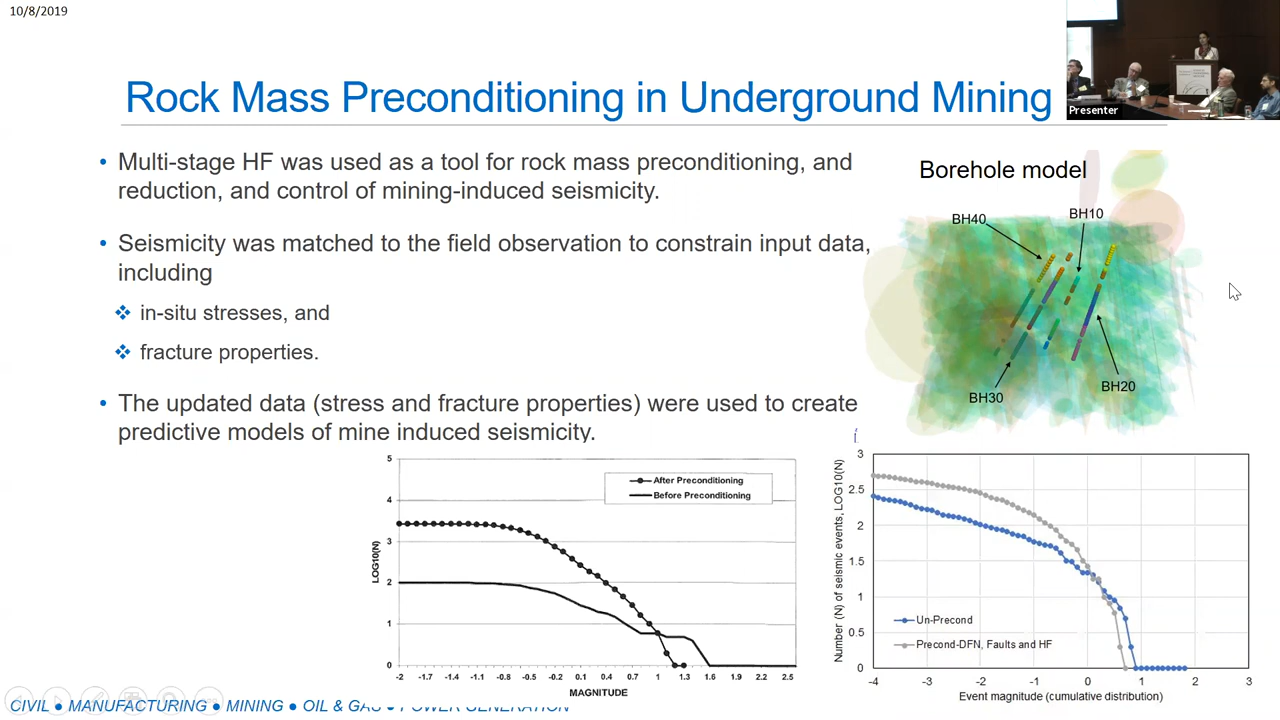 10/8/2019
Presenter
Rock Mass Preconditioning in Underground Mining
• Multi-stage HF was used as a tool for rock mass preconditioning, and
reduction, and control of mining-induced seismicity.
• Seismicity was matched to the field observation to constrain input data,
including
❖ in-situ stresses, and
❖ fracture properties.
• The updated data (stress and fracture properties) were used to create
predictive models of mine induced seismicity.
Borehole model
BH40
BH10
BH30
BH20
5
4
3
2
1
0
LOG10(N)
After Preconditioning
Before Preconditioning
-2 -1.7 -1.4 -1.1 -0.8 -0.5 -0.2 0.1 0.4 0.7 1 1.3 1.6 1.9 2.2 2.5
MAGNITUDE
3
2.5
2
1.5
1
0.5
0
Number (N) of seismic events, LOG10(N)
Un-Precond
Precond-DFN, Faults and HF
-4 -3 -2 -1 0 1 2 3
Event magnitude (cumulative distribution)
CIVIL ● MANUFACTURING ● MINING ● OIL & GAS ● POWER GENERATION